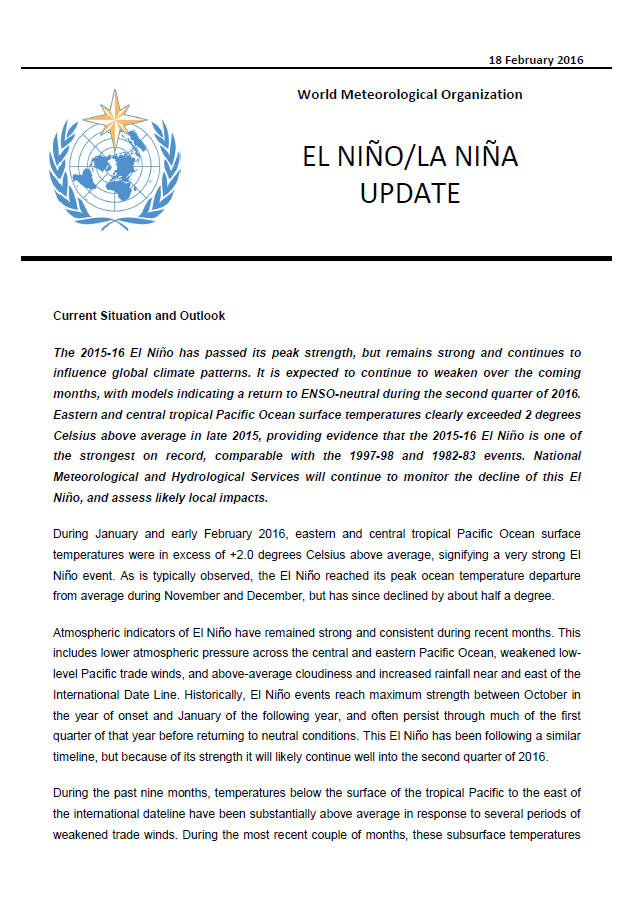 18 February 2016
World Meteorological Organization
EL NIÑO/LA NIÑA
UPDATE
Current Situation and Outlook
The 2015-16 El Niño has passed its peak strength, but remains strong and continues to
influence global climate patterns. It is expected to continue to weaken over the coming
months, with models indicating a return to ENSO-neutral during the second quarter of 2016.
Eastern and central tropical Pacific Ocean surface temperatures clearly exceeded 2 degrees
Celsius above average in late 2015, providing evidence that the 2015-16 El Niño is one of
the strongest on record, comparable with the 1997-98 and 1982-83 events. National
Meteorological and Hydrological Services will continue to monitor the decline of this El
Niño, and assess likely local impacts.
During January and early February 2016, eastern and central tropical Pacific Ocean surface
temperatures were in excess of +2.0 degrees Celsius above average, signifying a very strong El
Niño event. As is typically observed, the El Niño reached its peak ocean temperature departure
from average during November and December, but has since declined by about half a degree.
Atmospheric indicators of El Niño have remained strong and consistent during recent months. This
includes lower atmospheric pressure across the central and eastern Pacific Ocean, weakened low-
level Pacific trade winds, and above-average cloudiness and increased rainfall near and east of the
International Date Line. Historically, El Niño events reach maximum strength between October in
the year of onset and January of the following year, and often persist through much of the first
quarter of that year before returning to neutral conditions. This El Niño has been following a similar
timeline, but because of its strength it will likely continue well into the second quarter of 2016.
During the past nine months, temperatures below the surface of the tropical Pacific to the east of
the international dateline have been substantially above average in response to several periods of
weakened trade winds. During the most recent couple of months, these subsurface temperatures